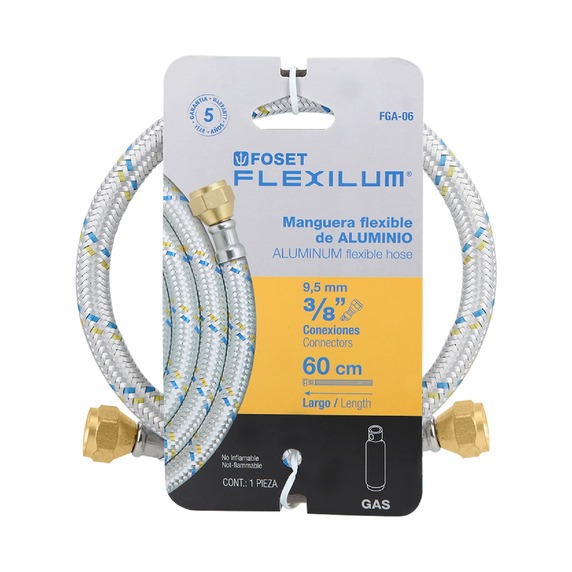 GARANTIA • WARRANTY
5
YEAR • AÑOS
FGA-06
FOSET
FLEXILUM®
Manguera flexible
de ALUMINIO
ALUMINUM flexible hose
9,5 mm
3/8"
Conexiones
Connectors
60 cm
Largo / Length
No Inflamable
Not-flammable
CONT.: 1 PIEZA
GAS